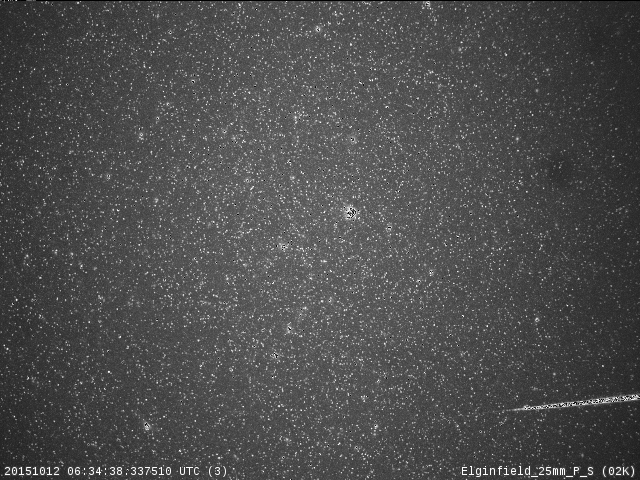 20151012 06:34:38.337510 UTC (3)
Elginfield_25mm_P_S (02K)